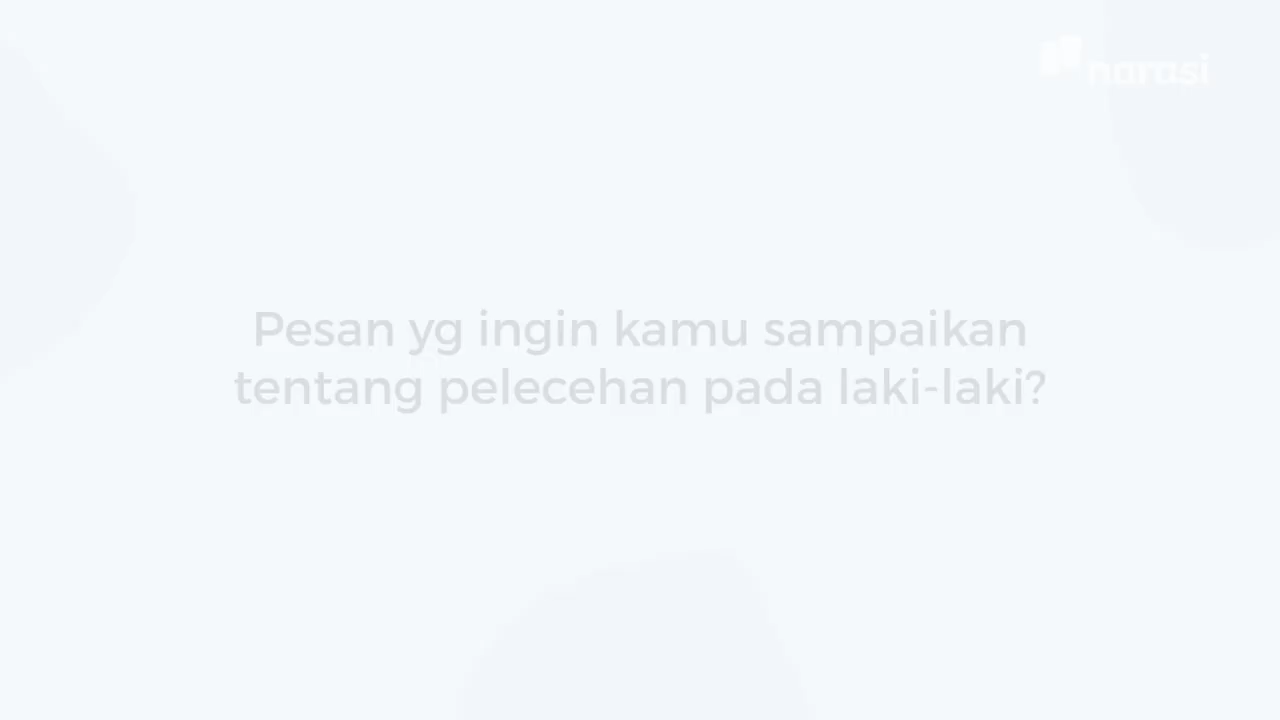 narasi
Pesan yg ingin kamu sampaikan
tentang pelecehan pada laki-laki?